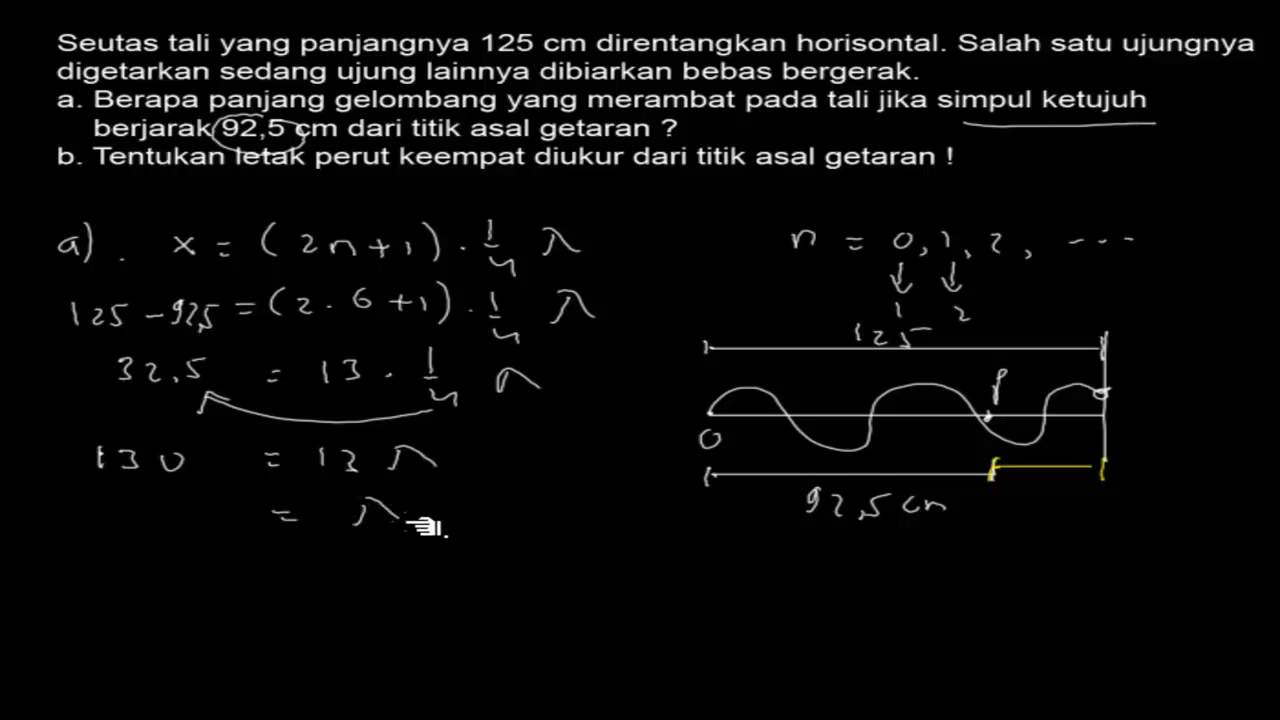 Seutas tali yang panjangnya 125 cm direntangkan horisontal. Salah satu ujungnya
digetarkan sedang ujung lainnya dibiarkan bebas bergerak.
a. Berapa panjang gelombang yang merambat pada tali jika simpul ketujuh
berjarak 92,5 cm dari titik asal getaran ?
b. Tentukan letak perut keempat diukur dari titik asal getaran !
a). x = (2n+1) . 1/4 λ
125 - 92,5 = (2 . 6 + 1) . 1/4 λ
32,5 = 13 . 1/4 λ
130 = 13 λ
= λ
n = 0, 1, 2, ...
1 2
125
P
O
92,5 cm